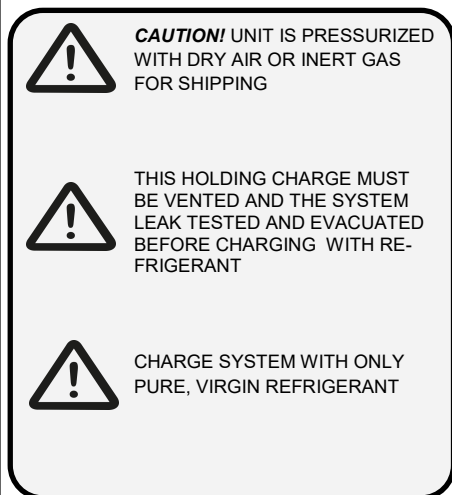 CAUTION! UNIT IS PRESSURIZED
WITH DRY AIR OR INERT GAS
FOR SHIPPING
THIS HOLDING CHARGE MUST
BE VENTED AND THE SYSTEM
LEAK TESTED AND EVACUATED
BEFORE CHARGING WITH RE-
FRIGERANT
CHARGE SYSTEM WITH ONLY
PURE, VIRGIN REFRIGERANT